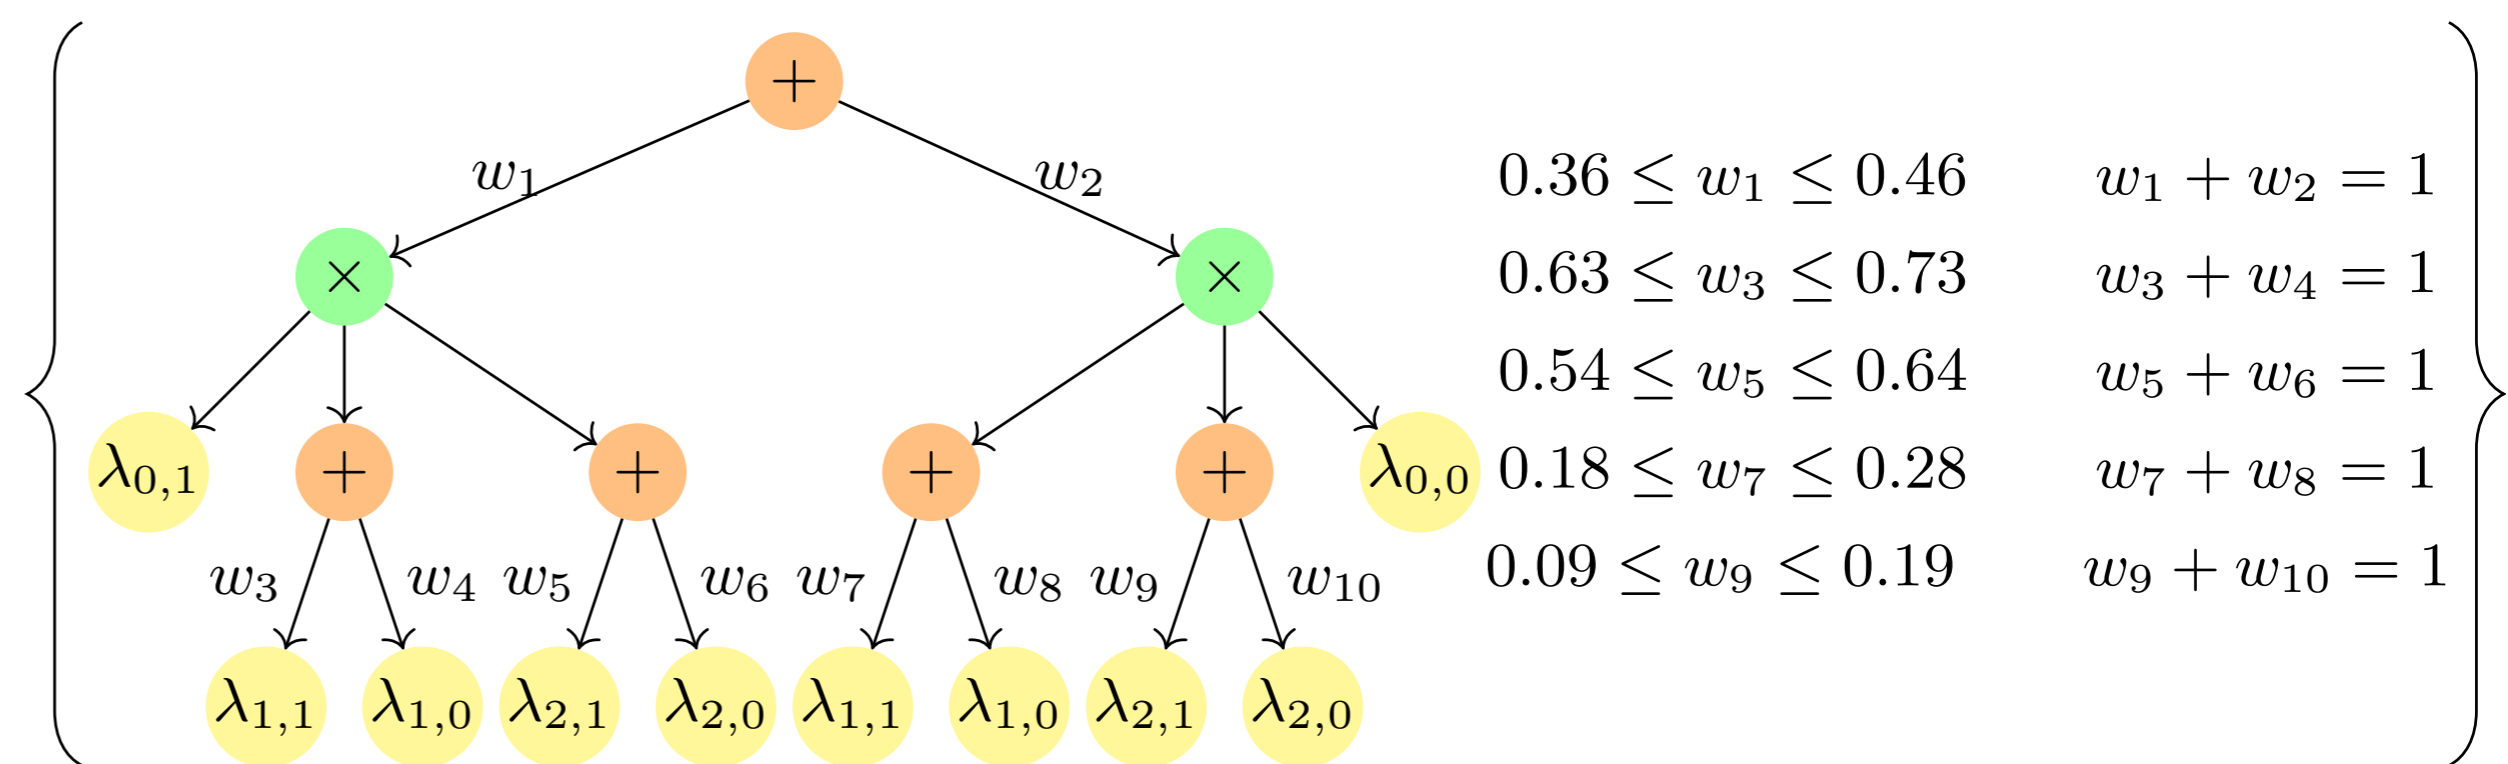 +
w₁ w₂ 0.36 ≤ w₁ ≤ 0.46 w₁ + w₂ = 1
× × 0.63 ≤ w₃ ≤ 0.73 w₃ + w₄ = 1
0.54 ≤ w₅ ≤ 0.64 w₅ + w₆ = 1
λ₀,₁ + + + + λ₀,₀ 0.18 ≤ w₇ ≤ 0.28 w₇ + w₈ = 1
w₃ w₄ w₅ w₆ w₇ w₈ w₉ w₁₀ 0.09 ≤ w₉ ≤ 0.19 w₉ + w₁₀ = 1
λ₁,₁ λ₁,₀ λ₂,₁ λ₂,₀ λ₁,₁ λ₁,₀ λ₂,₁ λ₂,₀